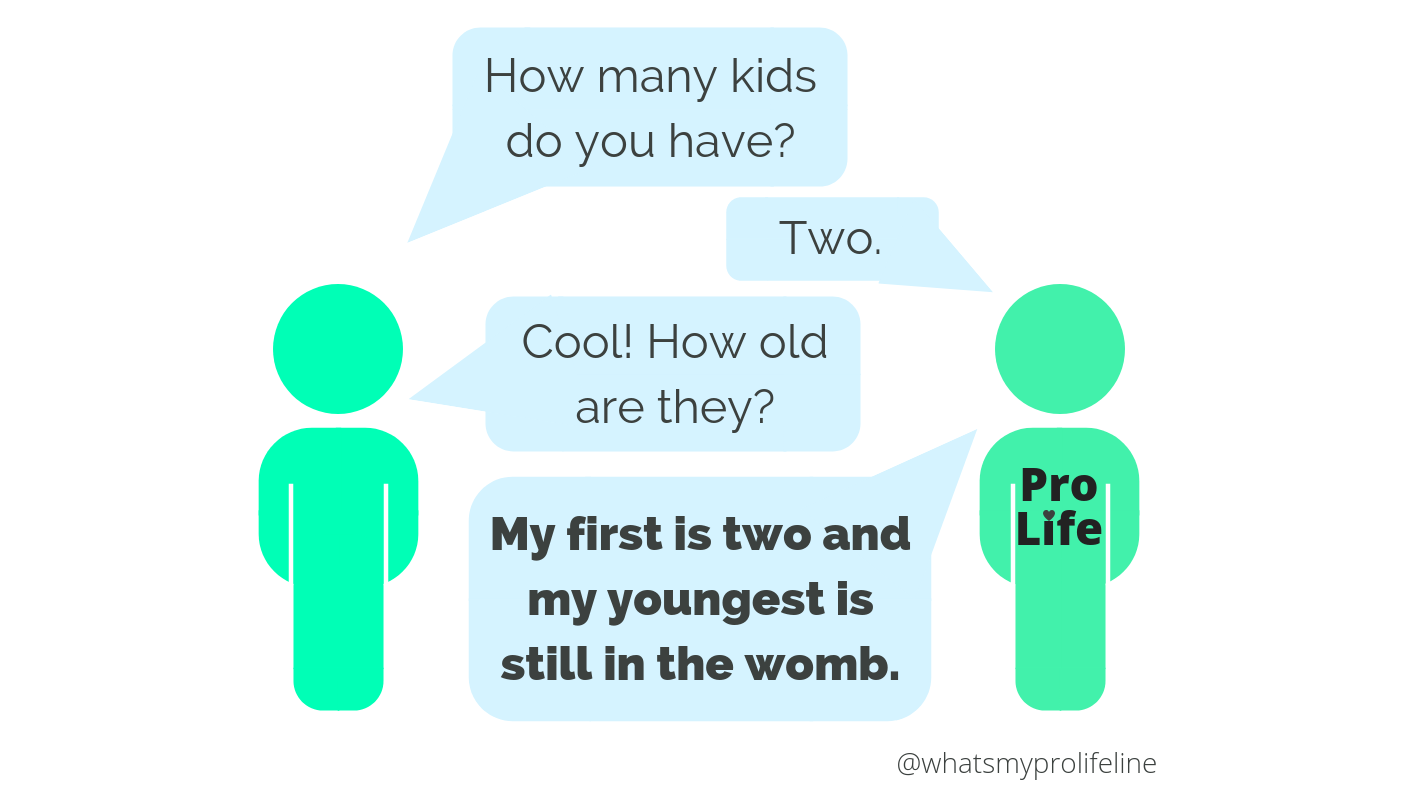 How many kids
do you have?
Two.
Cool! How old
are they?
My first is two and
my youngest is
still in the womb.
Pro
Life
@whatsmyprolifeline